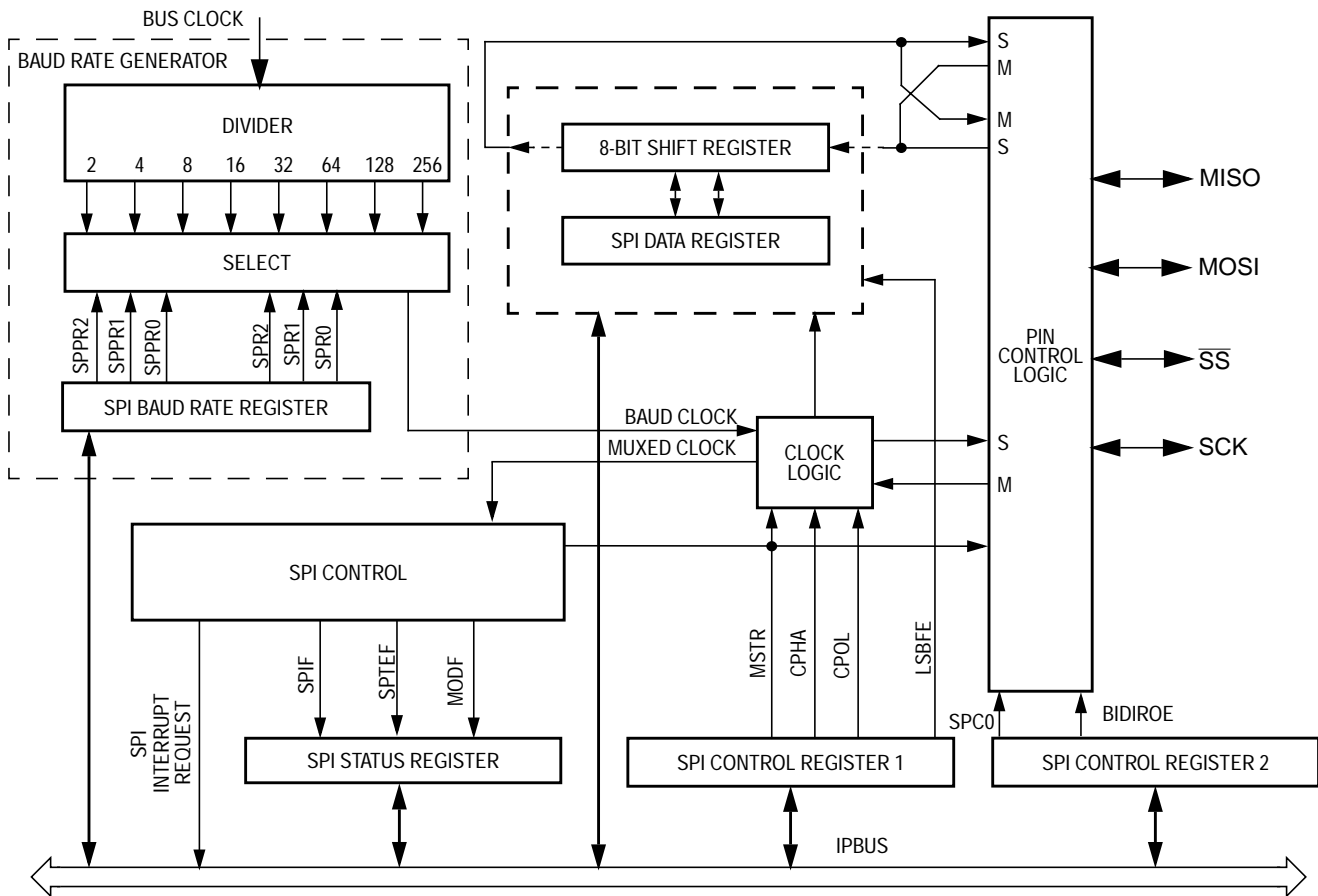 BUS CLOCK
BAUD RATE GENERATOR
DIVIDER
2 4 8 16 32 64 128 256
SELECT
SPPR2
SPPR1
SPPR0
SPR2
SPR1
SPR0
SPI BAUD RATE REGISTER
8-BIT SHIFT REGISTER
SPI DATA REGISTER
S
M
M
S
PIN
CONTROL
LOGIC
MISO
MOSI
SS
SCK
BAUD CLOCK
MUXED CLOCK
CLOCK
LOGIC
S
M
SPI CONTROL
SPI
INTERRUPT
REQUEST
SPIF
SPTEF
MODF
MSTR
CPHA
CPOL
LSBFE
SPC0
BIDIROE
SPI STATUS REGISTER
SPI CONTROL REGISTER 1
SPI CONTROL REGISTER 2
IPBUS